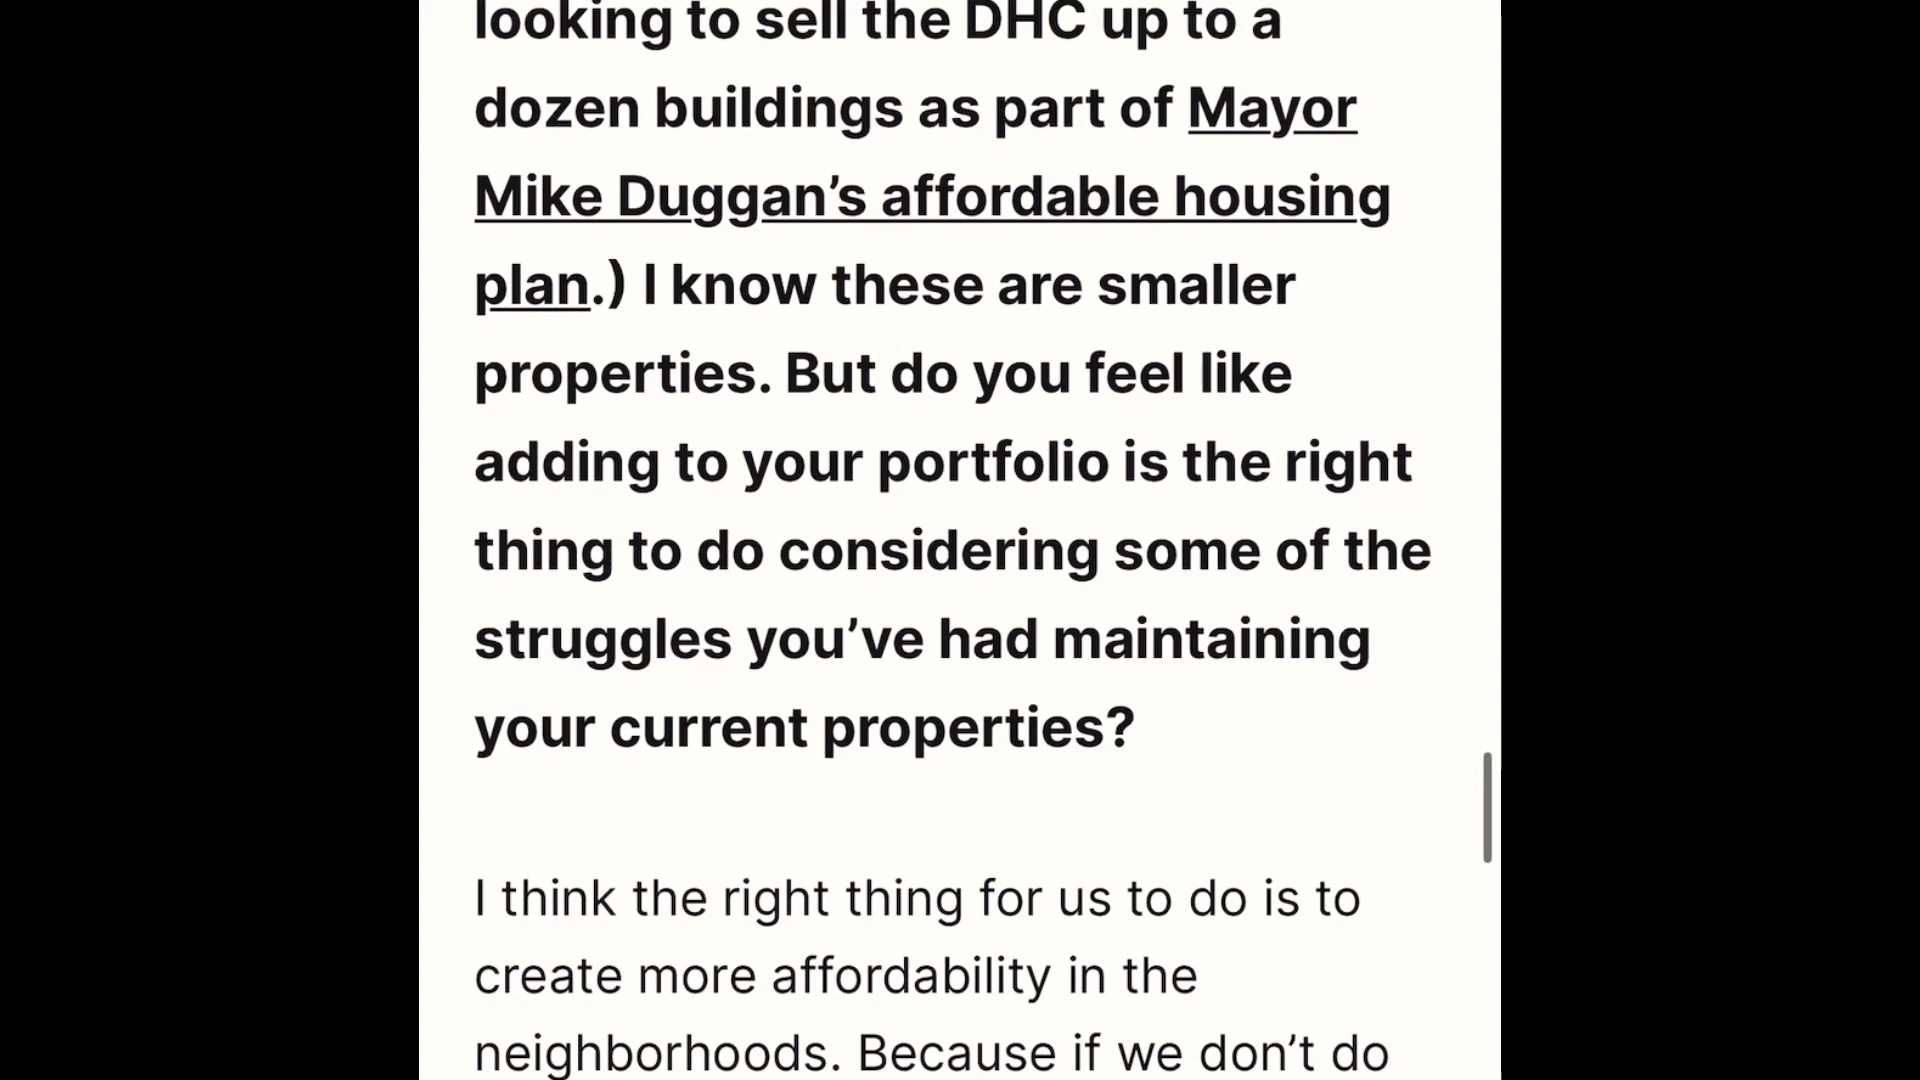 looking to sell the DHC up to a
dozen buildings as part of Mayor
Mike Duggan’s affordable housing
plan.) I know these are smaller
properties. But do you feel like
adding to your portfolio is the right
thing to do considering some of the
struggles you’ve had maintaining
your current properties?
I think the right thing for us to do is to
create more affordability in the
neighborhoods. Because if we don’t do